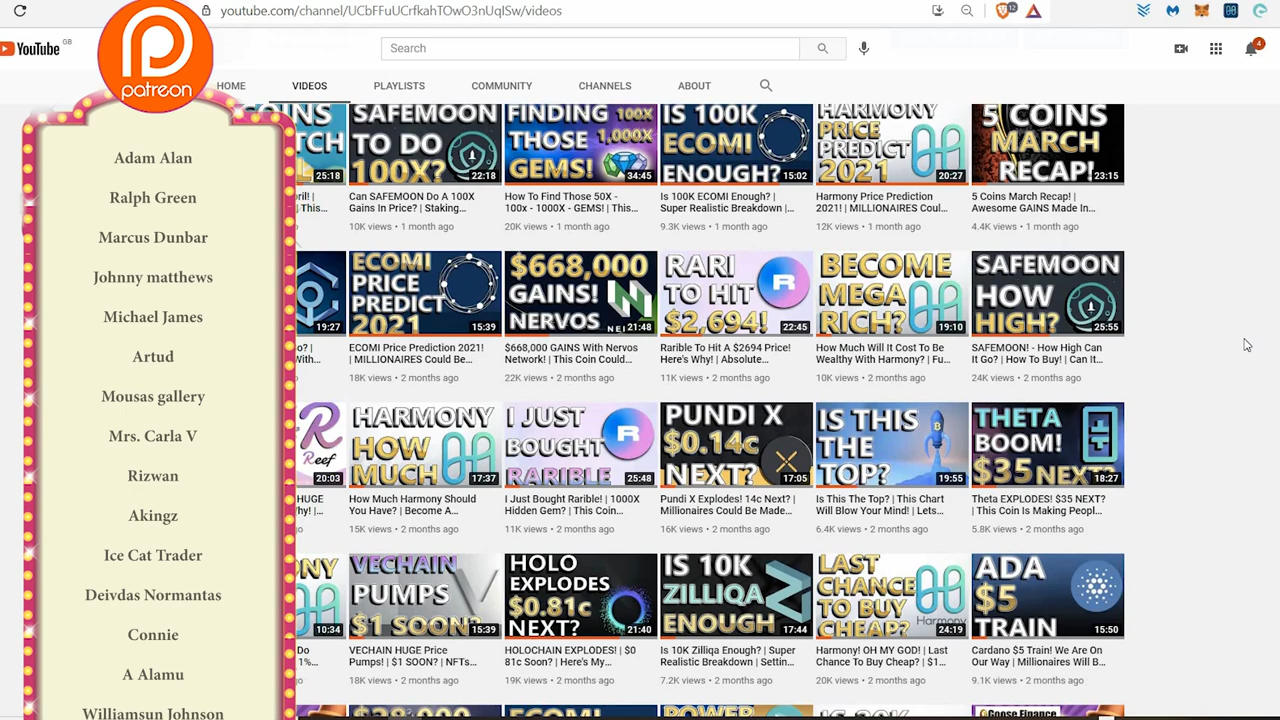 youtube.com/channel/UCbFFuUCrfkahTOwO3nUqISw/videos
12
YouTube GB
Search
4
HOME
VIDEOS
PLAYLISTS
COMMUNITY
CHANNELS
ABOUT
patreon
Adam Alan
Ralph Green
Marcus Dunbar
Johnny matthews
Michael James
Artud
Mousas gallery
Mrs. Carla V
Rizwan
Akingz
Ice Cat Trader
Deivdas Normantas
Connie
A Alamu
Williamsun Johnson
25:18
SAFEMOON
TO DO
100X?
22:18
Can SAFEMOON Do A 100X
Gains In Price? | Staking...
10K views • 1 month ago
FINDING 100X
THOSE 1,000X
GEMS!
34:45
How To Find Those 50X -
100x - 1000X - GEMS! | This...
20K views • 1 month ago
IS 100K
ECOMI
ENOUGH?
15:02
Is 100K ECOMI Enough? |
Super Realistic Breakdown |...
9.3K views • 1 month ago
HARMONY
PRICE
PREDICT
2021
20:27
Harmony Price Prediction
2021! | MILLIONAIRES Coul...
12K views • 1 month ago
5 COINS
MARCH
RECAP!
23:15
5 Coins March Recap! |
Awesome GAINS Made In...
4.4K views • 1 month ago
19:27
ECOMI
PRICE
PREDICT
2021
15:39
ECOMI Price Prediction 2021!
| MILLIONAIRES Could Be...
18K views • 2 months ago
$668,000
GAINS!
NERVOS
21:48
$668,000 GAINS With Nervos
Network! | This Coin Could...
22K views • 2 months ago
RARI
TO HIT
$2,694!
22:45
Rarible To Hit A $2694 Price!
Here's Why! | Absolute...
11K views • 2 months ago
BECOME
MEGA
RICH?
19:10
How Much Will It Cost To Be
Wealthy With Harmony? | Fu...
10K views • 2 months ago
SAFEMOON
HOW
HIGH?
25:55
SAFEMOON! - How High Can
It Go? | How To Buy! | Can It...
24K views • 2 months ago
Reef
20:03
HARMONY
HOW
MUCH
17:37
How Much Harmony Should
You Have? | Become A...
15K views • 2 months ago
I JUST
BOUGHT
RARIBLE
25:48
I Just Bought Rarible! | 1000X
Hidden Gem? | This Coin...
11K views • 2 months ago
PUNDI X
$0.14c
NEXT?
17:05
Pundi X Explodes! 14c Next? |
Millionaires Could Be Made...
16K views • 2 months ago
IS THIS
THE
TOP?
19:55
Is This The Top? | This Chart
Will Blow Your Mind! | Lets...
6.4K views • 2 months ago
THETA
BOOM!
$35 NEXT?
18:27
Theta EXPLODES! $35 NEXT?
| This Coin Is Making Peopl...
5.8K views • 2 months ago
10:34
VECHAIN
PUMPS
$1 SOON?
15:39
VECHAIN HUGE Price
Pumps! | $1 SOON? | NFTs...
18K views • 2 months ago
HOLO
EXPLODES
$0.81c
NEXT?
21:40
HOLOCHAIN EXPLODES! | $0
81c Soon? | Here's My...
19K views • 2 months ago
IS 10K
ZILLIQA
ENOUGH
17:44
Is 10K Zilliqa Enough? | Super
Realistic Breakdown | Settin...
7.2K views • 2 months ago
LAST
CHANCE
TO BUY
CHEAP?
Harmony
24:19
Harmony! OH MY GOD! | Last
Chance To Buy Cheap? | $1...
20K views • 2 months ago
ADA
$5
TRAIN
15:50
Cardano $5 Train! We Are On
Our Way | Millionaires Will B...
9.1K views • 2 months ago
Goose Finance